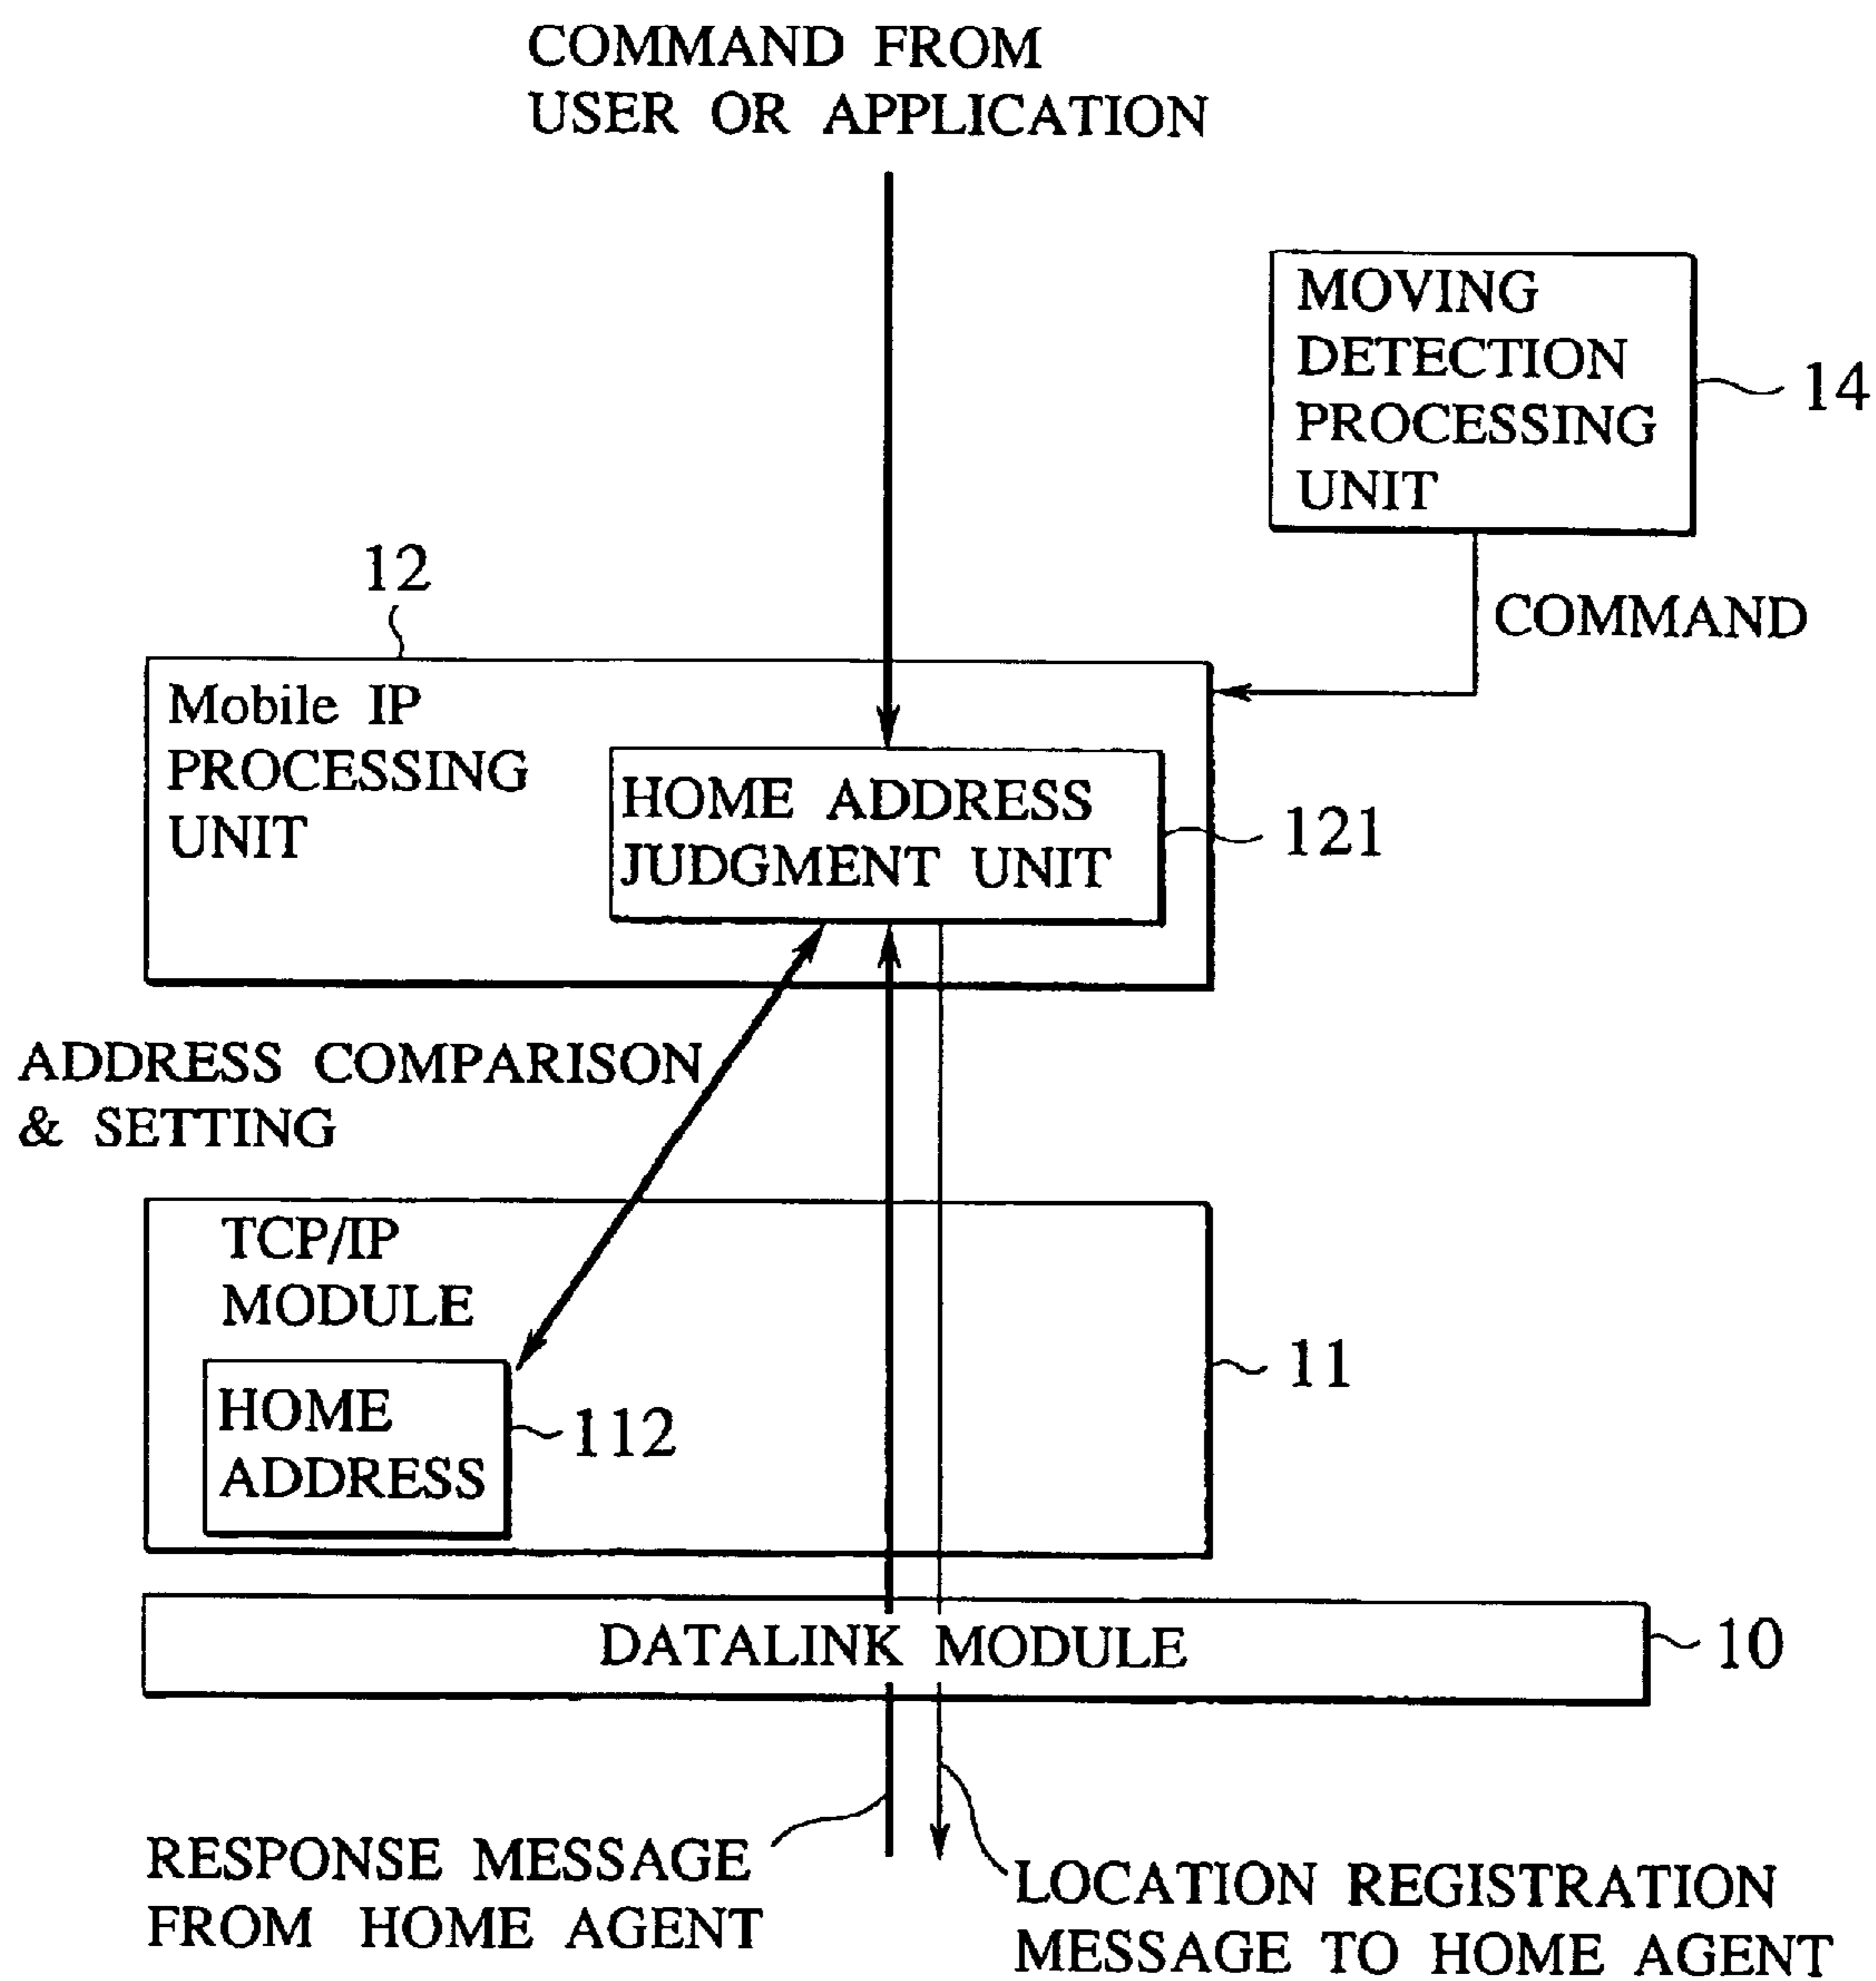 COMMAND FROM
USER OR APPLICATION
MOVING
DETECTION
PROCESSING
UNIT
14
12
COMMAND
Mobile IP
PROCESSING
UNIT
HOME ADDRESS
JUDGMENT UNIT
121
ADDRESS COMPARISON
& SETTING
TCP/IP
MODULE
11
HOME
ADDRESS
112
DATALINK MODULE
10
RESPONSE MESSAGE
FROM HOME AGENT
LOCATION REGISTRATION
MESSAGE TO HOME AGENT